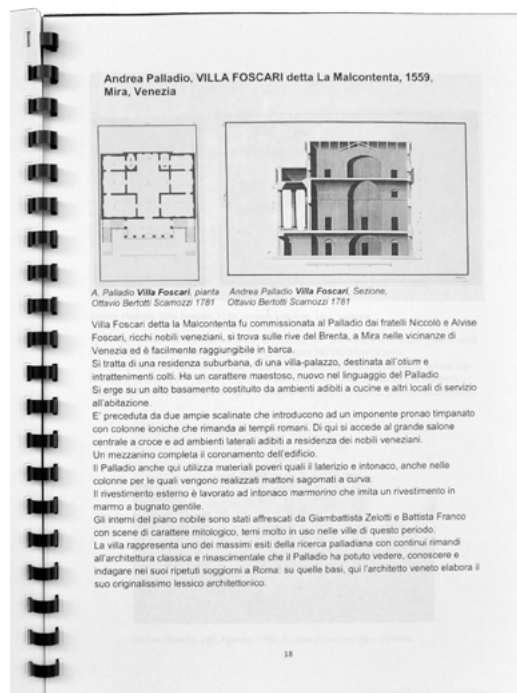 Andrea Palladio, VILLA FOSCARI detta La Malcontenta, 1559,
Mira, Venezia
A. Palladio Villa Foscari, pianta
Ottavio Bertotti Scamozzi 1781
Andrea Palladio Villa Foscari, Sezione,
Ottavio Bertotti Scamozzi 1781
Villa Foscari detta la Malcontenta fu commissionata al Palladio dai fratelli Niccolò e Alvise
Foscari, ricchi nobili veneziani, si trova sulle rive del Brenta, a Mira nelle vicinanze di
Venezia ed è facilmente raggiungibile in barca.
Si tratta di una residenza suburbana, di una villa-palazzo, destinata all'otium e
intrattenimenti colti. Ha un carattere maestoso, nuovo nel linguaggio del Palladio
Si erge su un alto basamento costituito da ambienti adibiti a cucine e altri locali di servizio
all'abitazione.
E' preceduta da due ampie scalinate che introducono ad un imponente pronao timpanato
con colonne ioniche che rimanda ai templi romani. Di qui si accede al grande salone
centrale a croce e ad ambienti laterali adibiti a residenza dei nobili veneziani.
Un mezzanino completa il coronamento dell'edificio.
Il Palladio anche qui utilizza materiali poveri quali il laterizio e intonaco, anche nelle
colonne per le quali vengono realizzati mattoni sagomati a curva.
Il rivestimento esterno è lavorato ad intonaco marmorino che imita un rivestimento in
marmo a bugnato gentile.
Gli interni del piano nobile sono stati affrescati da Giambattista Zelotti e Battista Franco
con scene di carattere mitologico, temi molto in uso nelle ville di questo periodo.
La villa rappresenta uno dei massimi esiti della ricerca palladiana con continui rimandi
all'architettura classica e rinascimentale che il Palladio ha potuto vedere, conoscere e
indagare nei suoi ripetuti soggiorni a Roma: su quelle basi, qui l'architetto veneto elabora il
suo originalissimo lessico architettonico.
18